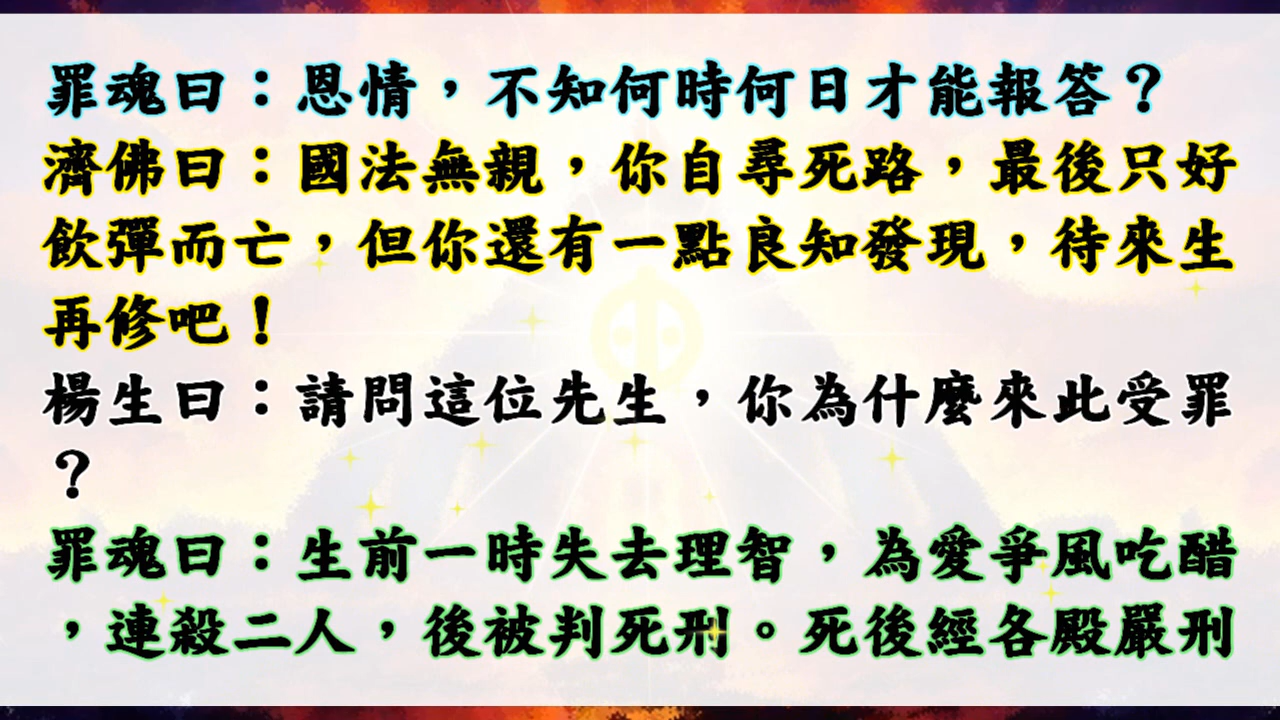 罪魂曰：恩情，不知何時何日才能報答？
濟佛曰：國法無親，你自尋死路，最後只好
飲彈而亡，但你還有一點良知發現，待來生
再修吧！
楊生曰：請問這位先生，你為什麼來此受罪
？
罪魂曰：生前一時失去理智，為愛爭風吃醋
，連殺二人，後被判死刑。死後經各殿嚴刑